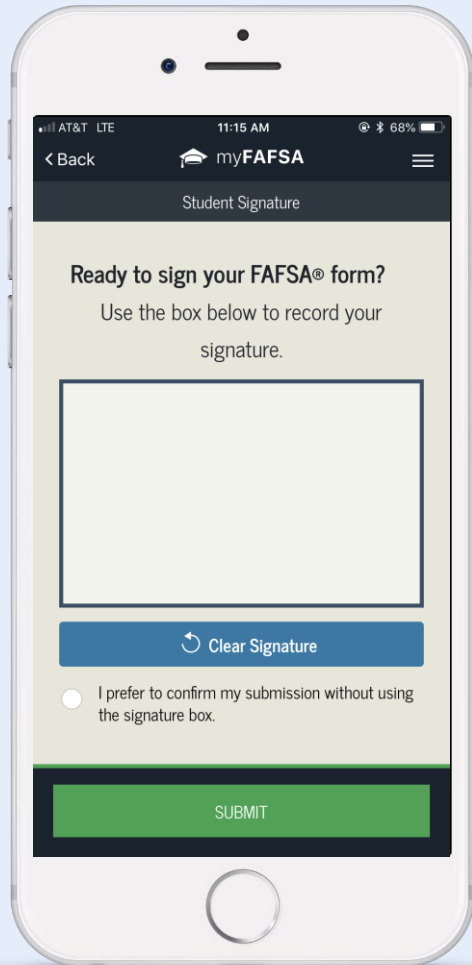 AT&T LTE 11:15 AM 68%
Back myFAFSA
Student Signature
Ready to sign your FAFSA® form?
Use the box below to record your
signature.
Clear Signature
I prefer to confirm my submission without using
the signature box.
SUBMIT